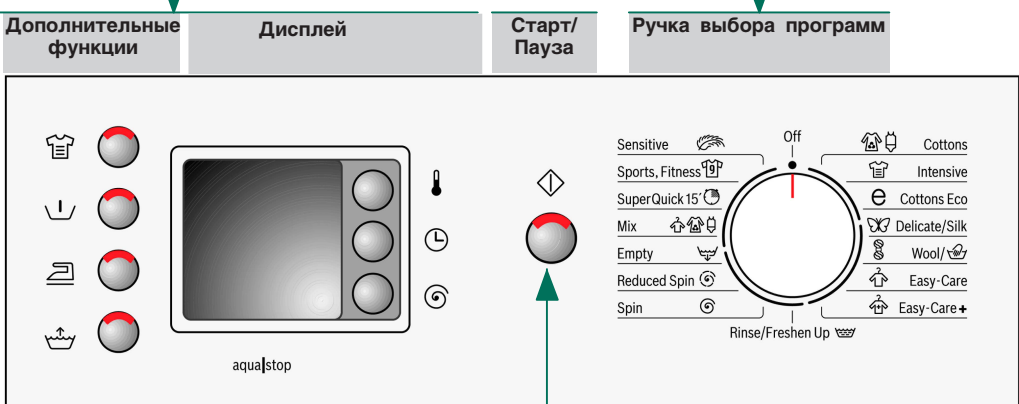 Дополнительные функции
Дисплей
Старт/
Пауза
Ручка выбора программ
Off
Sensitive
Sports, Fitness
9
SuperQuick 15'
Mix
Empty
Reduced Spin
Spin
Cottons
Intensive
e Cottons Eco
Delicate/Silk
Wool/
Easy-Care
Easy-Care+
Rinse/Freshen Up
aqua|stop